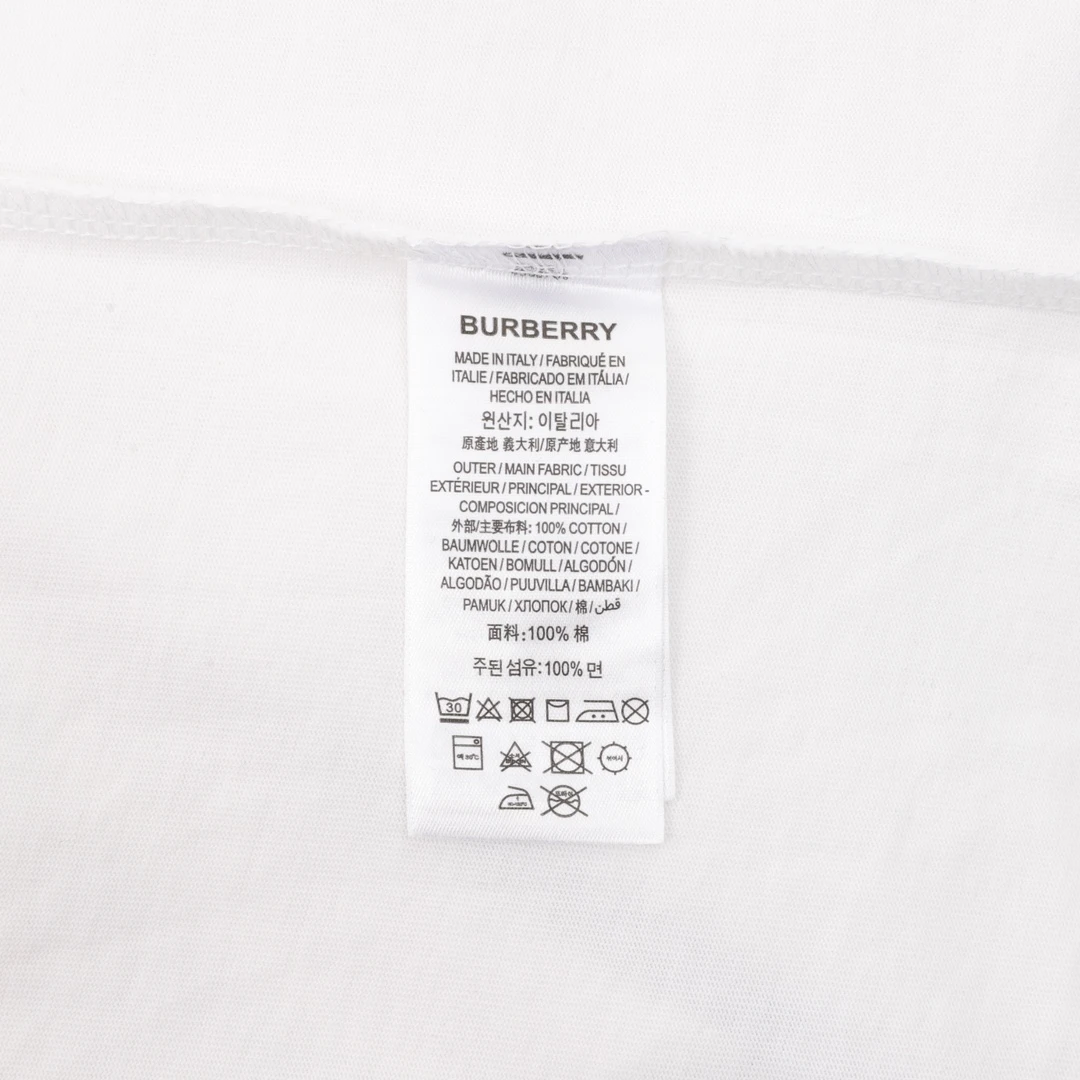 BURBERRY
MADE IN ITALY / FABRIQUÉ EN
ITALIE / FABRICADO EM ITÁLIA /
HECHO EN ITALIA
원산지: 이탈리아
原產地 義大利/原产地 意大利
OUTER / MAIN FABRIC / TISSU
EXTÉRIEUR / PRINCIPAL / EXTERIOR -
COMPOSICION PRINCIPAL /
外部/主要布料: 100% COTTON /
BAUMWOLLE / COTON / COTONE /
KATOEN / BOMULL / ALGODÓN /
ALGODÃO / PUUVILLA / BAMBAKI /
PAMUK / ХЛОПОК / 棉 / قطن
面料:100% 棉
주된 섬유:100% 면
30